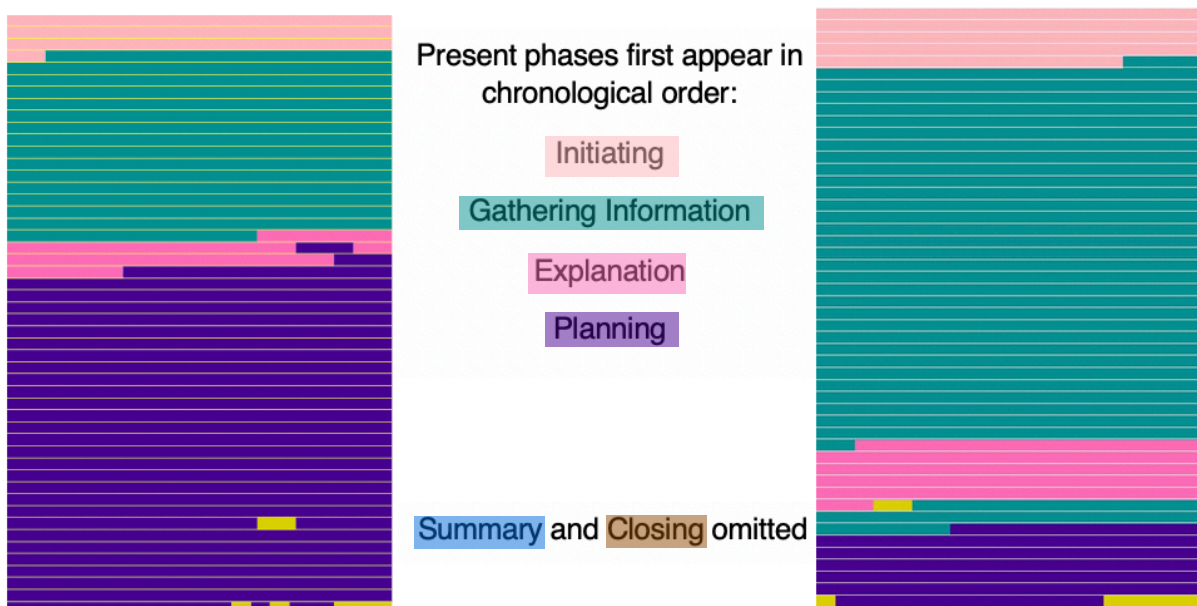 Present phases first appear in
chronological order:
Initiating
Gathering Information
Explanation
Planning
Summary and Closing omitted